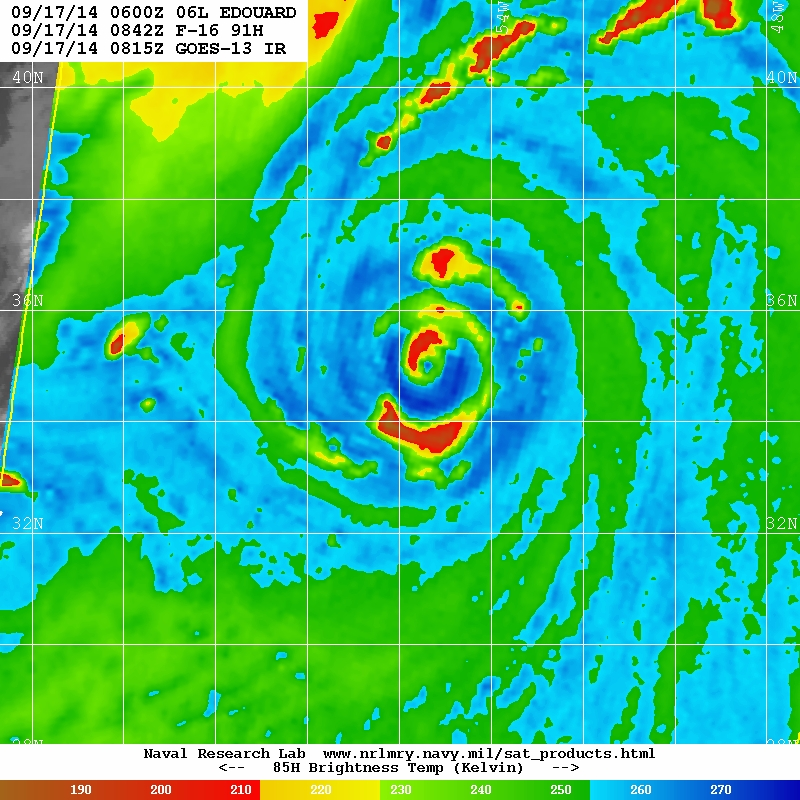 09/17/14 0600Z 06L EDOUARD
09/17/14 0842Z F-16 91H
09/17/14 0815Z GOES-13 IR
54W
48W
40N 40N
36N 36N
32N 32N
28N 28N
Naval Research Lab www.nrlmry.navy.mil/sat_products.html
<-- 85H Brightness Temp (Kelvin) -->
190 200 210 220 230 240 250 260 270